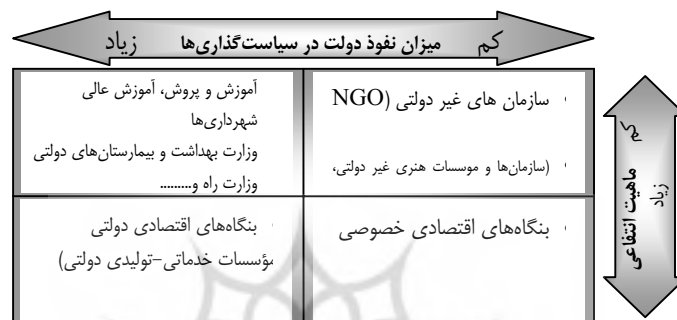 کم میزان نفوذ دولت در سیاست‌گذاری‌ها زیاد
سازمان های غیر دولتی (NGO
(سازمان‌ها و موسسات هنری غیر دولتی،
آموزش و پروش، آموزش عالی
شهرداری‌ها
وزارت بهداشت و بیمارستان‌های دولتی
وزارت راه و.........
بنگاه‌های اقتصادی خصوصی
بنگاه‌های اقتصادی دولتی
مؤسسات خدماتی-تولیدی دولتی)
کم
ماهیت انتفاعی
زیاد